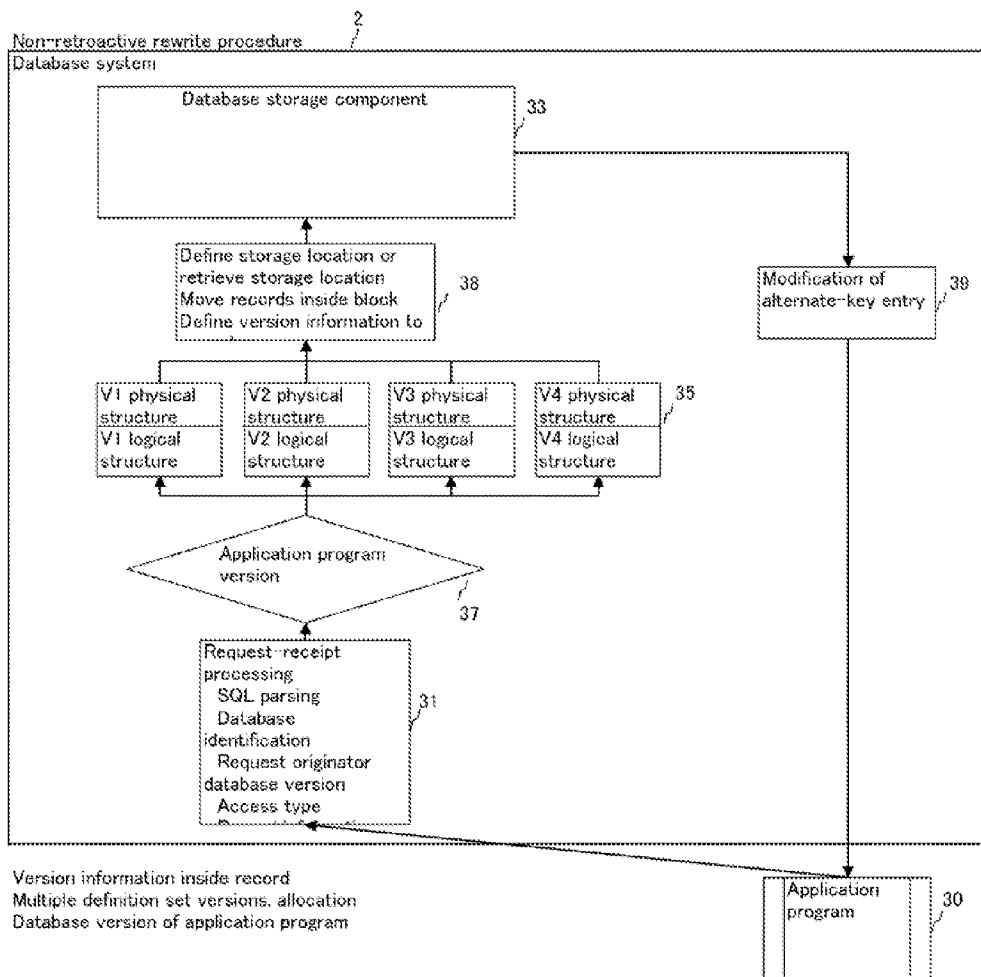 2
Non-retroactive rewrite procedure
Database system
Database storage component
33
Define storage location or
retrieve storage location
Move records inside block
Define version information to
38
Modification of
alternate-key entry
39
V1 physical
structure
V1 logical
structure
V2 physical
structure
V2 logical
structure
V3 physical
structure
V3 logical
structure
V4 physical
structure
V4 logical
structure
35
Application program
version
37
Request-receipt
processing
SQL parsing
Database
identification
Request originator
database version
Access type
31
Version information inside record
Multiple definition set versions, allocation
Database version of application program
Application
program
30